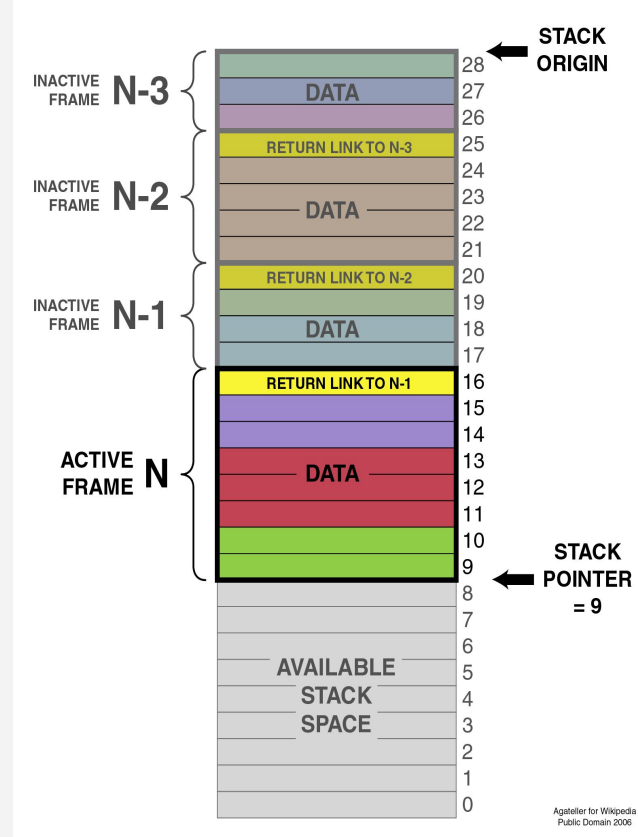 STACK
ORIGIN
INACTIVE
FRAME N-3
DATA
28
27
26
RETURN LINK TO N-3
25
24
INACTIVE
FRAME N-2
DATA
23
22
21
RETURN LINK TO N-2
20
19
INACTIVE
FRAME N-1
DATA
18
17
RETURN LINK TO N-1
16
15
14
ACTIVE
FRAME N
DATA
13
12
11
10
9
STACK
POINTER
= 9
8
7
6
AVAILABLE
STACK
SPACE
5
4
3
2
1
0
Agateller for Wikipedia
Public Domain 2006